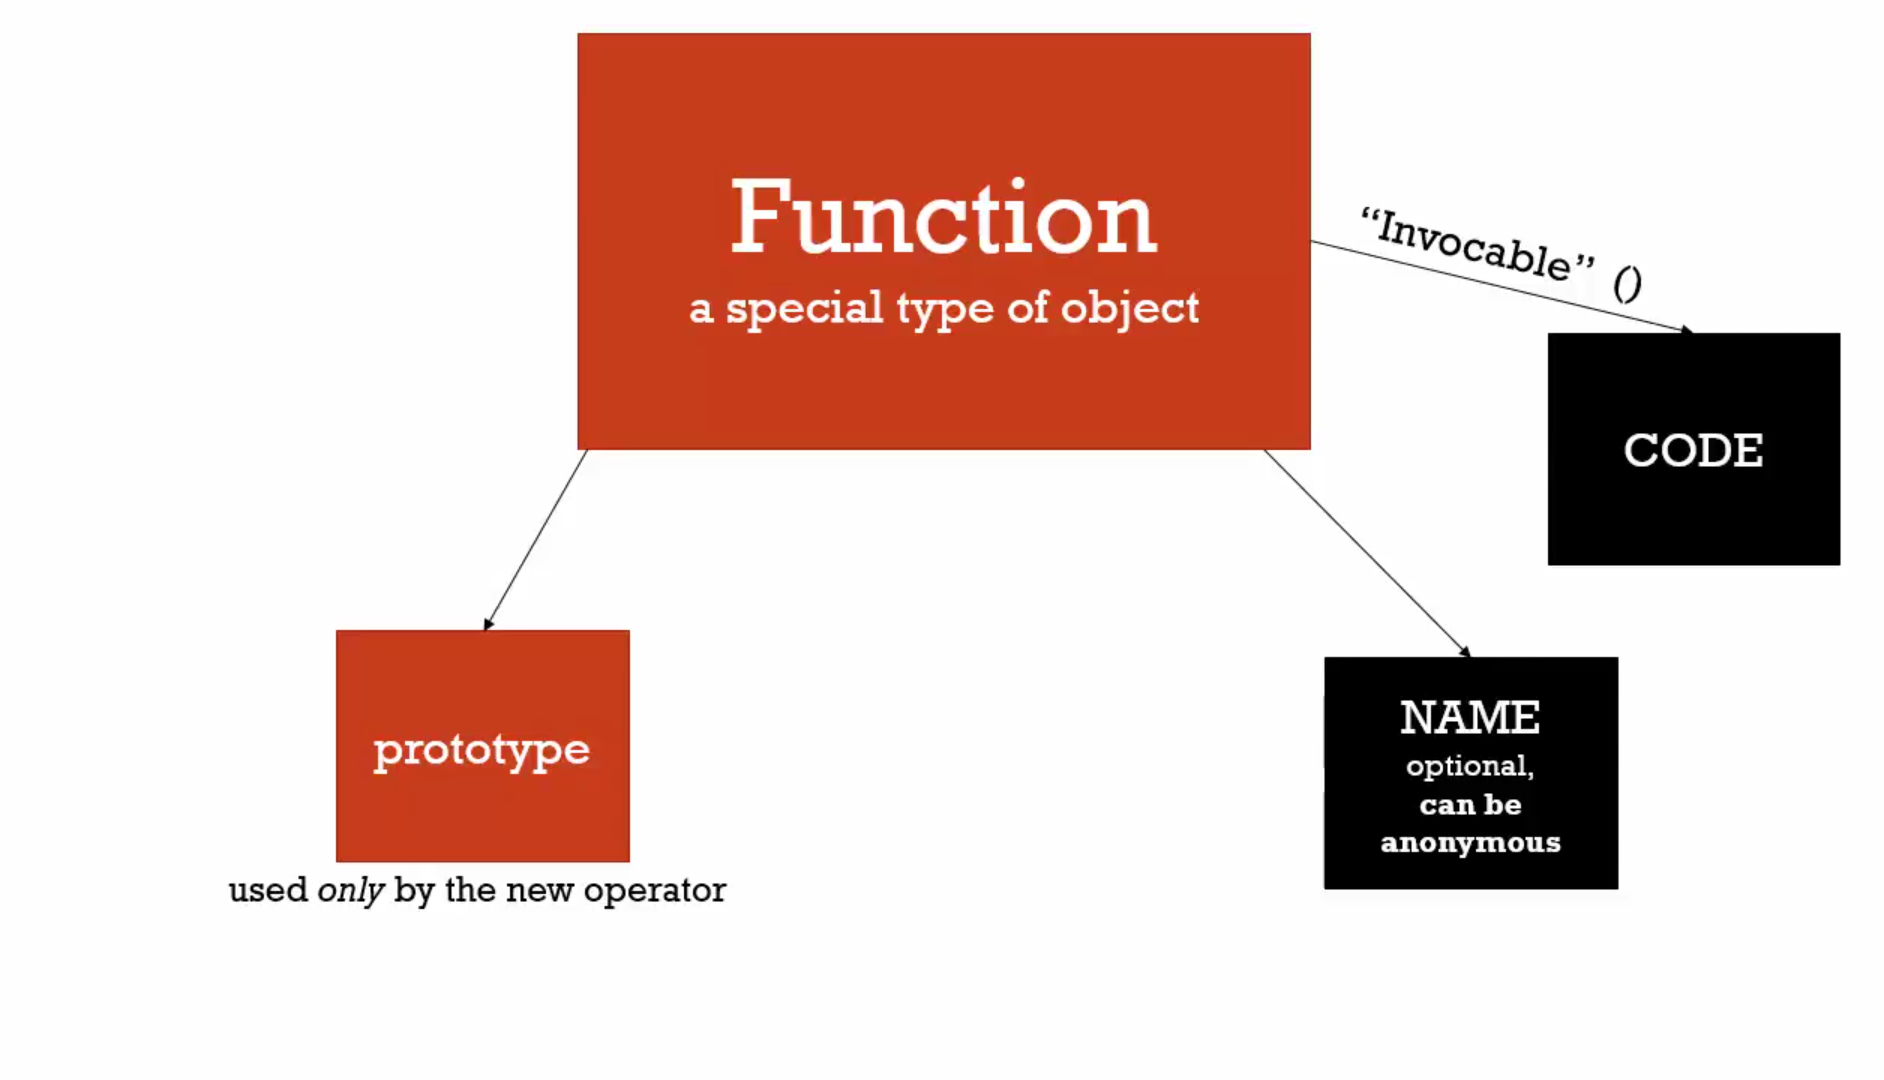 Function
a special type of object
“Invocable” ()
CODE
prototype
used only by the new operator
NAME
optional,
can be
anonymous